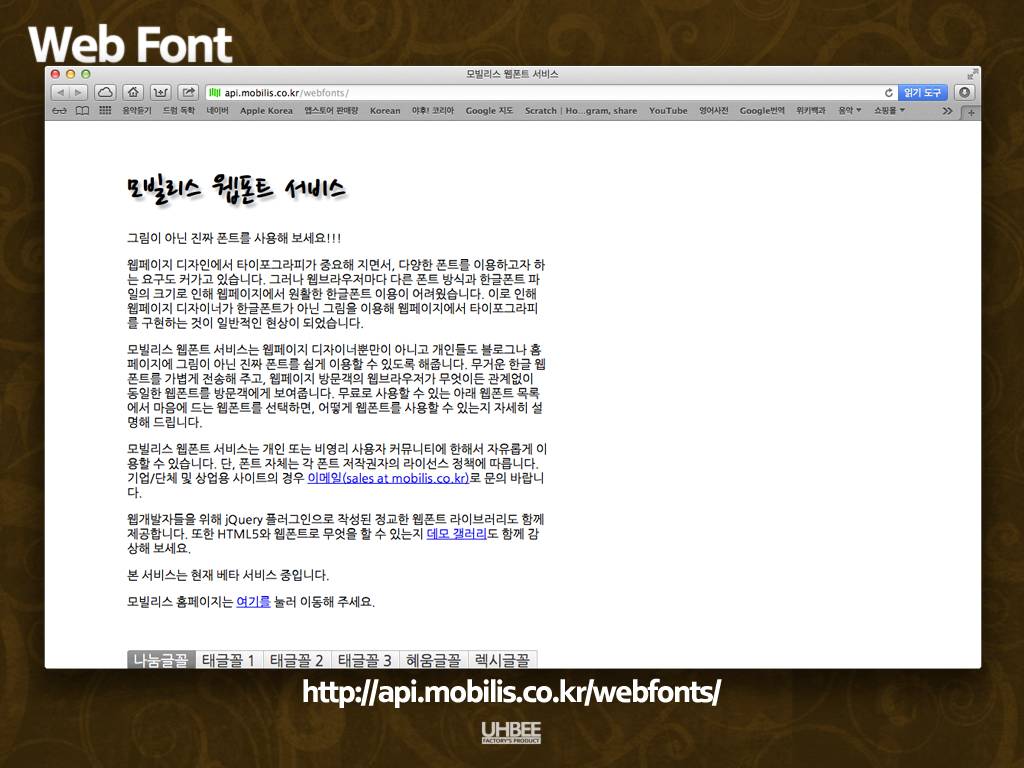 Web Font
모빌리스 웹폰트 서비스
api.mobilis.co.kr/webfonts/
읽기 도구
음악듣기 드럼 독학 네이버 Apple Korea 앱스토어 판매량 Korean 야후! 코리아 Google 지도 Scratch | Ho...gram, share YouTube 영어사전 Google번역 위키백과 음악 쇼핑몰
모빌리스 웹폰트 서비스
그림이 아닌 진짜 폰트를 사용해 보세요!!!
웹페이지 디자인에서 타이포그라피가 중요해 지면서, 다양한 폰트를 이용하고자 하
는 요구도 커가고 있습니다. 그러나 웹브라우저마다 다른 폰트 방식과 한글폰트 파
일의 크기로 인해 웹페이지에서 원활한 한글폰트 이용이 어려웠습니다. 이로 인해
웹페이지 디자이너가 한글폰트가 아닌 그림을 이용해 웹페이지에서 타이포그라피
를 구현하는 것이 일반적인 현상이 되었습니다.
모빌리스 웹폰트 서비스는 웹페이지 디자이너뿐만이 아니고 개인들도 블로그나 홈
페이지에 그림이 아닌 진짜 폰트를 쉽게 이용할 수 있도록 해줍니다. 무거운 한글 웹
폰트를 가볍게 전송해 주고, 웹페이지 방문객의 웹브라우저가 무엇이든 관계없이
동일한 웹폰트를 방문객에게 보여줍니다. 무료로 사용할 수 있는 아래 웹폰트 목록
에서 마음에 드는 웹폰트를 선택하면, 어떻게 웹폰트를 사용할 수 있는지 자세히 설
명해 드립니다.
모빌리스 웹폰트 서비스는 개인 또는 비영리 사용자 커뮤니티에 한해서 자유롭게 이
용할 수 있습니다. 단, 폰트 자체는 각 폰트 저작권자의 라이선스 정책에 따릅니다.
기업/단체 및 상업용 사이트의 경우 이메일(sales at mobilis.co.kr)로 문의 바랍니
다.
웹개발자들을 위해 jQuery 플러그인으로 작성된 정교한 웹폰트 라이브러리도 함께
제공합니다. 또한 HTML5와 웹폰트로 무엇을 할 수 있는지 데모 갤러리도 함께 감
상해 보세요.
본 서비스는 현재 베타 서비스 중입니다.
모빌리스 홈페이지는 여기를 눌러 이동해 주세요.
나눔글꼴 태글꼴 1 태글꼴 2 태글꼴 3 혜움글꼴 렉시글꼴
http://api.mobilis.co.kr/webfonts/
UHBEE
FACTORY'S PRODUCT